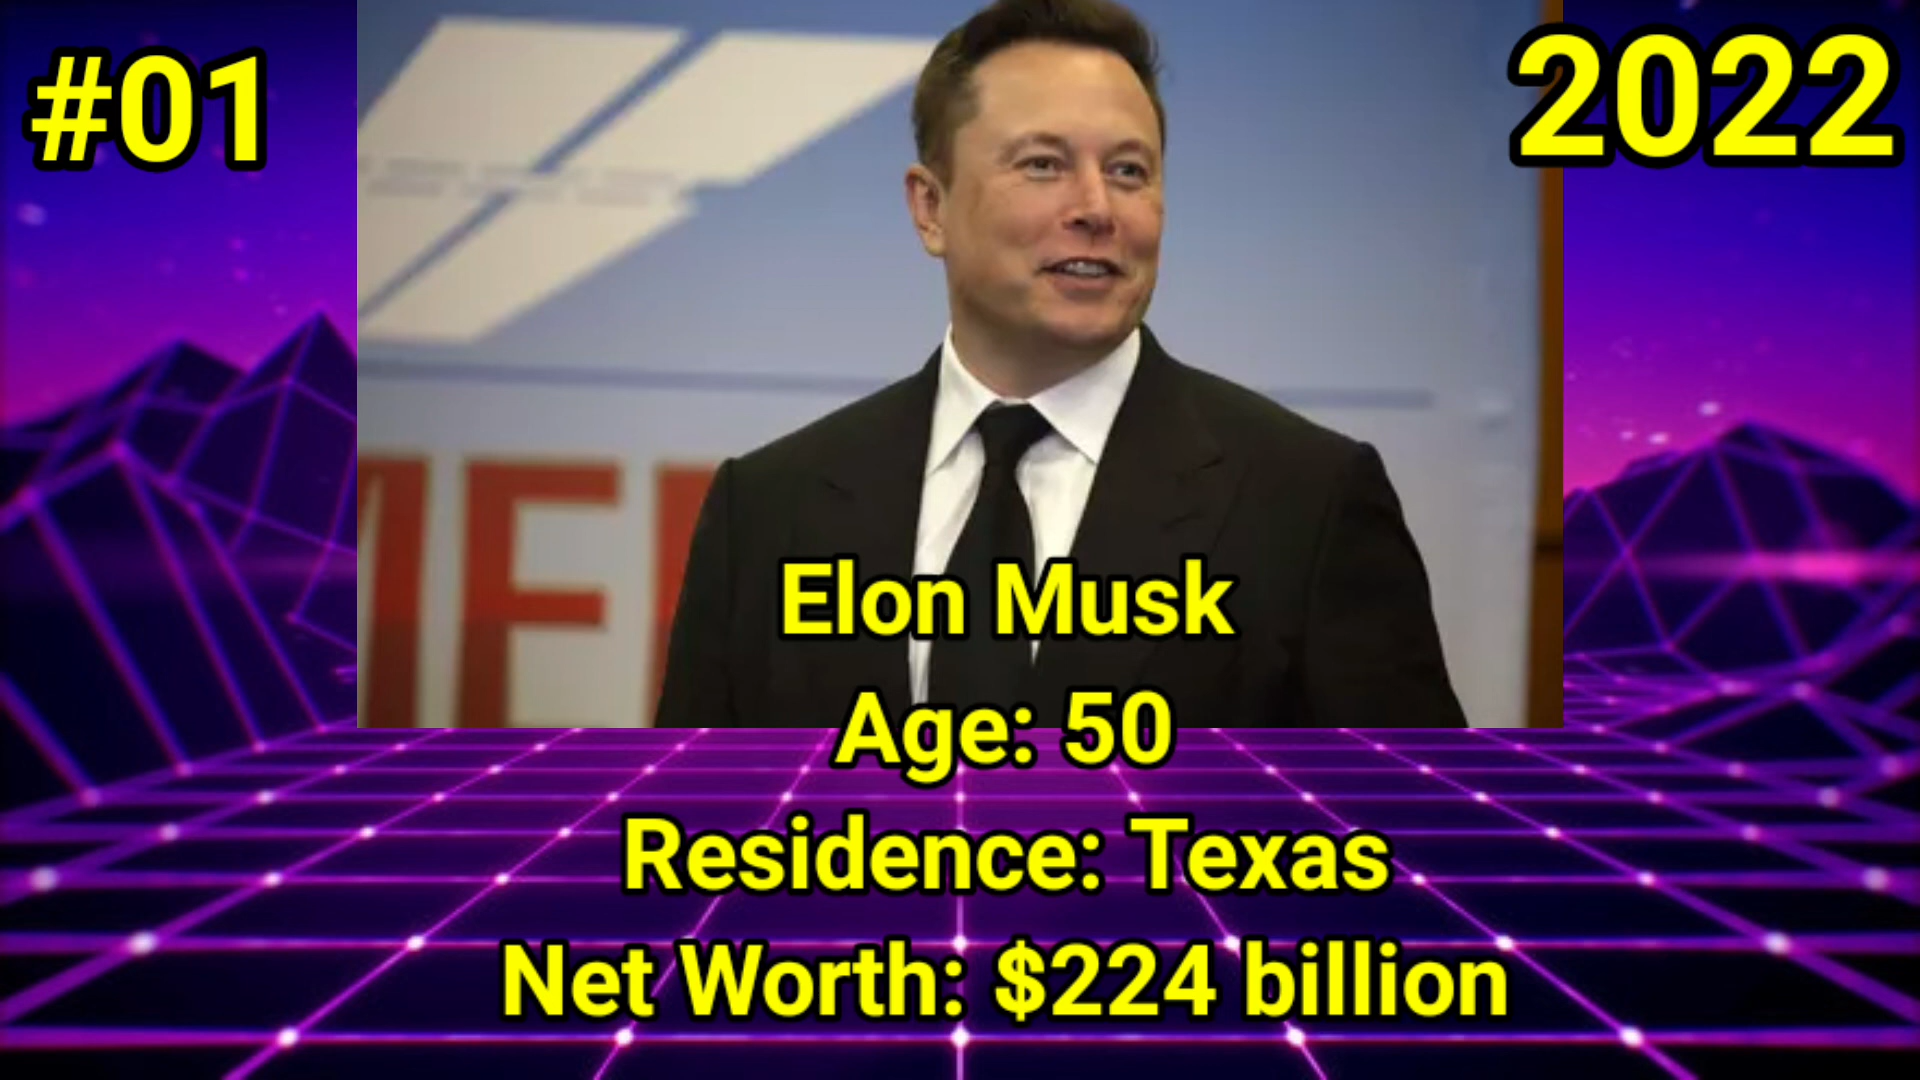 #01
2022
Elon Musk
Age: 50
Residence: Texas
Net Worth: $224 billion